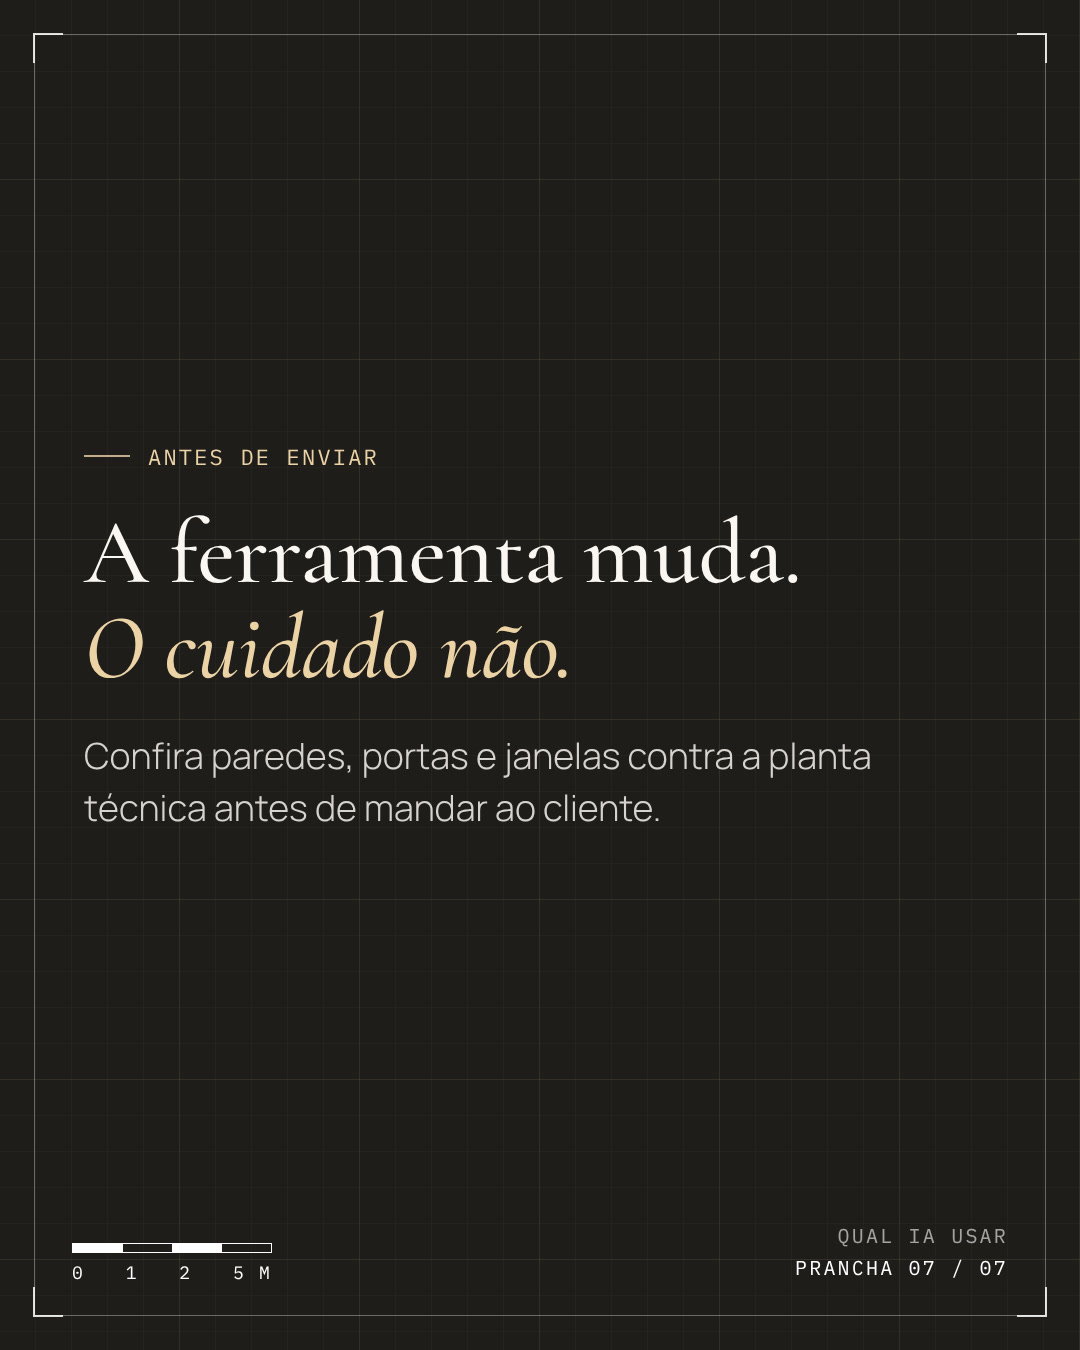 ANTES DE ENVIAR
A ferramenta muda.
O cuidado não.
Confira paredes, portas e janelas contra a planta
técnica antes de mandar ao cliente.
0 1 2 5 M
QUAL IA USAR
PRANCHA 07 / 07